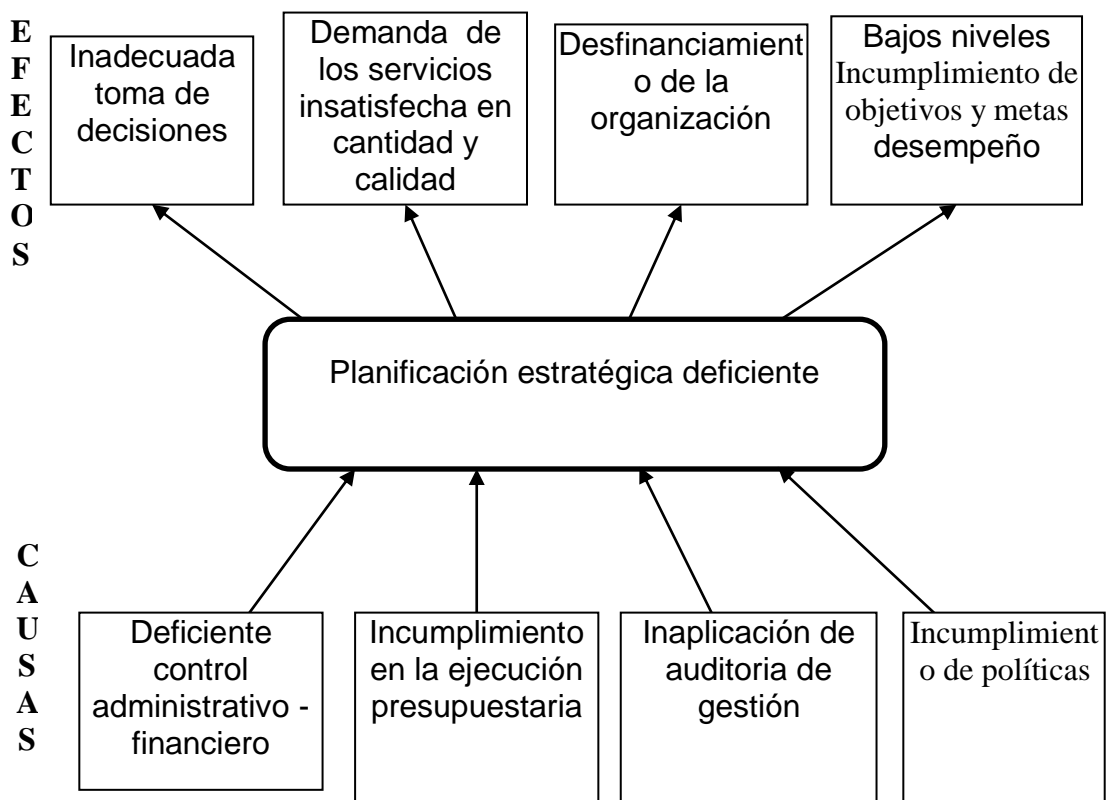 E
F
E
C
T
O
S
Inadecuada
toma de
decisiones
Demanda de
los servicios
insatisfecha en
cantidad y
calidad
Desfinanciamient
o de la
organización
Bajos niveles
Incumplimiento de
objetivos y metas
desempeño
Planificación estratégica deficiente
C
A
U
S
A
S
Deficiente
control
administrativo -
financiero
Incumplimiento
en la ejecución
presupuestaria
Inaplicación de
auditoria de
gestión
Incumplimient
o de políticas